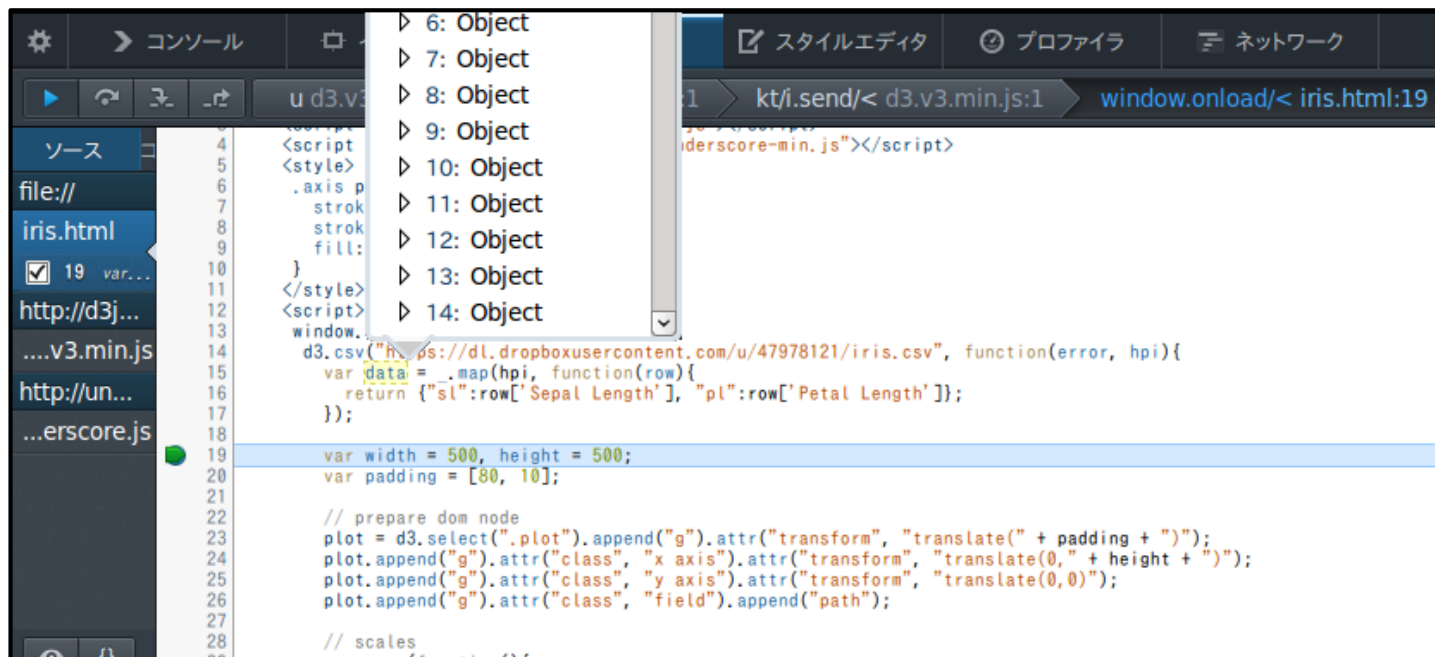 コンソール
スタイルエディタ
プロファイラ
ネットワーク
u d3.v3
:1
kt/i.send/< d3.v3.min.js:1
window.onload/< iris.html:19
6: Object
7: Object
8: Object
9: Object
10: Object
11: Object
12: Object
13: Object
14: Object
ソース
file://
iris.html
19 var...
http://d3j...
....v3.min.js
http://un...
...erscore.js
4 <script derscore-min.js"></script>
5 <style>
6 .axis p
7 strok
8 strok
9 fill:
10 }
11 </style>
12 <script>
13 window.
14 d3.csv("https://dl.dropboxusercontent.com/u/47978121/iris.csv", function(error, hpi){
15 var data = _.map(hpi, function(row){
16 return {"sl":row['Sepal Length'], "pl":row['Petal Length']};
17 });
18
19 var width = 500, height = 500;
20 var padding = [80, 10];
21
22 // prepare dom node
23 plot = d3.select(".plot").append("g").attr("transform", "translate(" + padding + ")");
24 plot.append("g").attr("class", "x axis").attr("transform", "translate(0," + height + ")");
25 plot.append("g").attr("class", "y axis").attr("transform", "translate(0,0)");
26 plot.append("g").attr("class", "field").append("path");
27
28 // scales